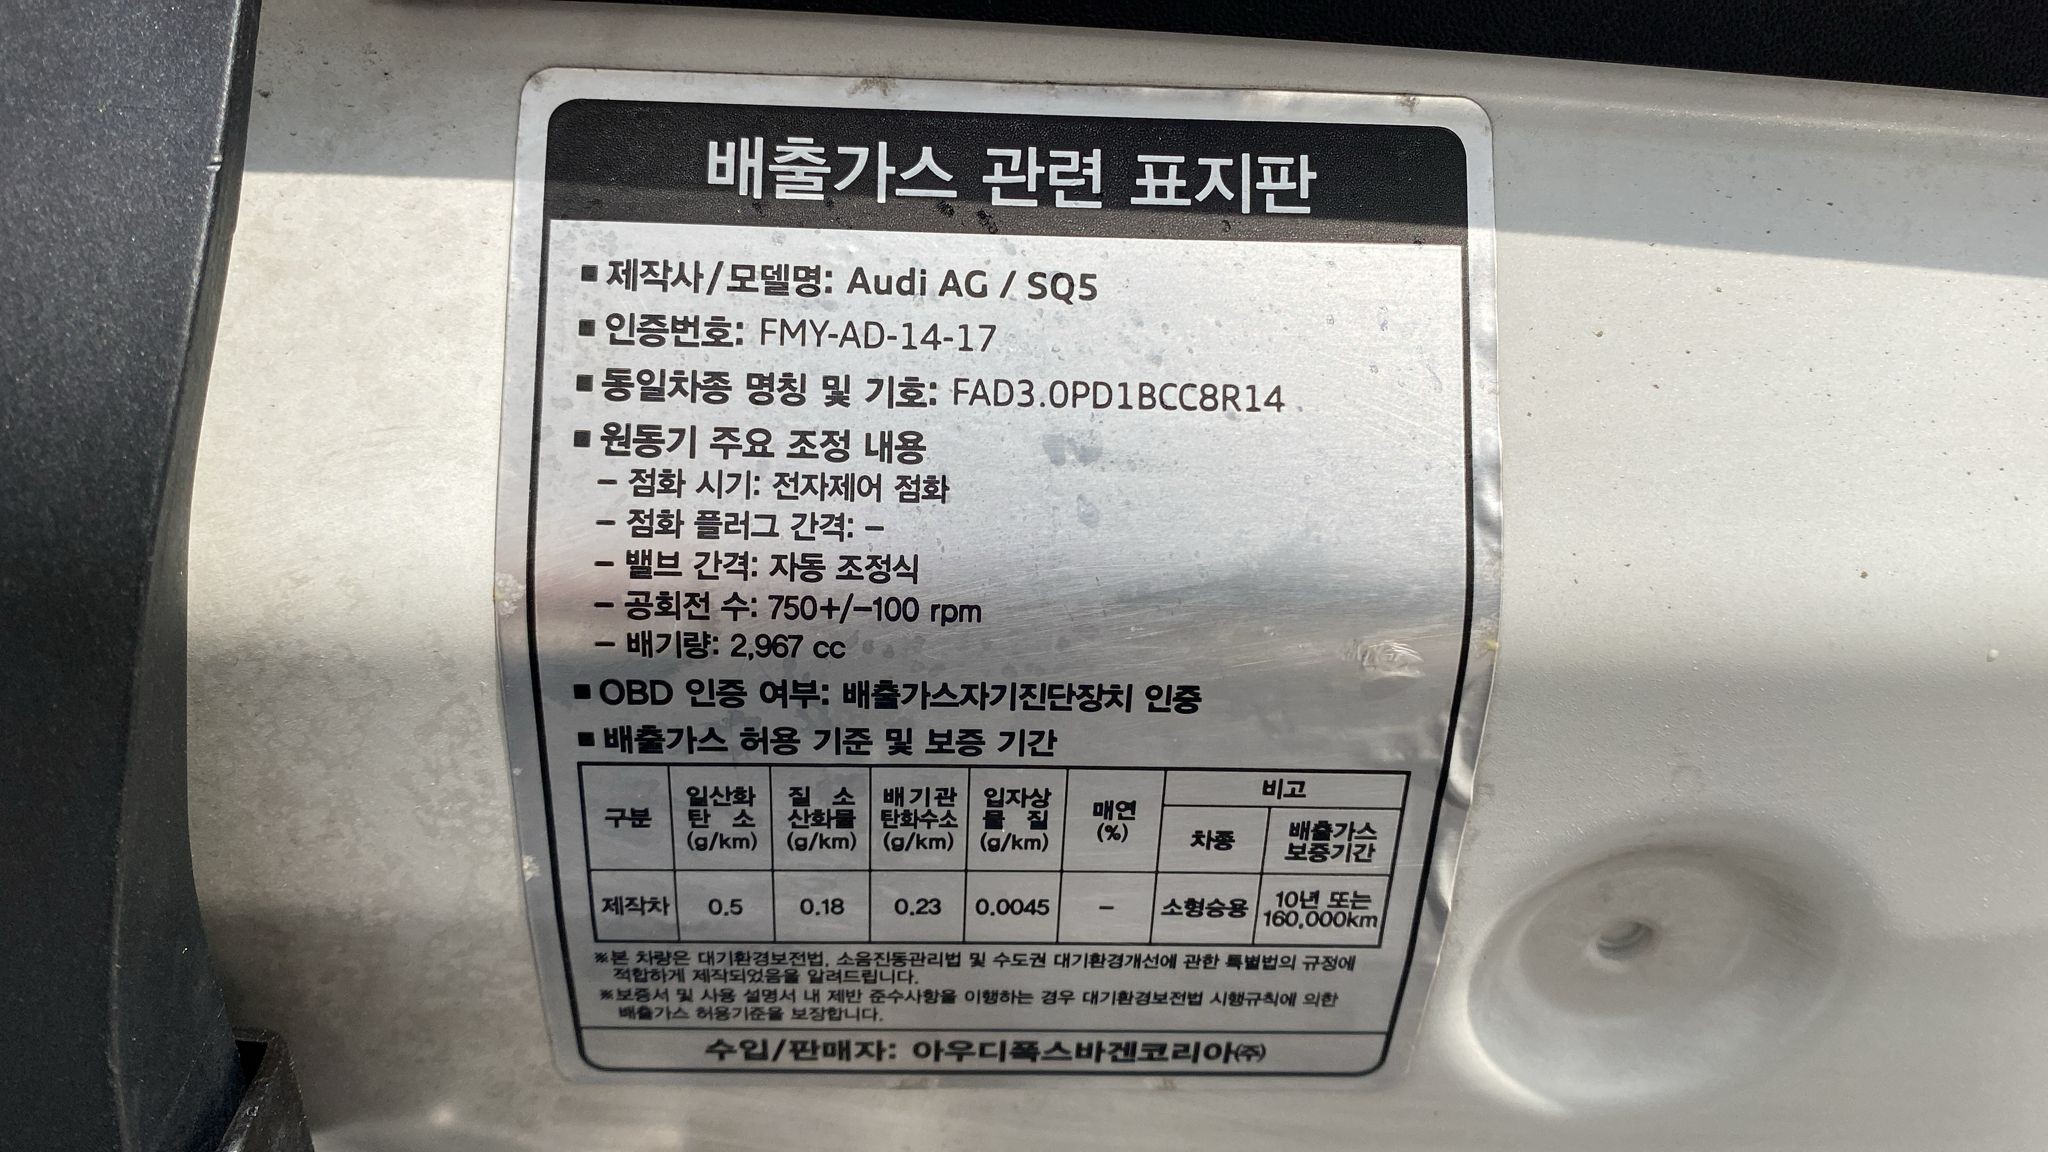 배출가스 관련 표지판
▪ 제작사/모델명: Audi AG / SQ5
▪ 인증번호: FMY-AD-14-17
▪ 동일차종 명칭 및 기호: FAD3.0PD1BCC8R14
▪ 원동기 주요 조정 내용
– 점화 시기: 전자제어 점화
– 점화 플러그 간격: –
– 밸브 간격: 자동 조정식
– 공회전 수: 750+/–100 rpm
– 배기량: 2,967 cc
▪ OBD 인증 여부: 배출가스자기진단장치 인증
▪ 배출가스 허용 기준 및 보증 기간
구분 일산화 탄 소 (g/km) 질 소 산화물 (g/km) 배기관 탄화수소 (g/km) 입자상 물 질 (g/km) 매연 (%) 비고
차종 배출가스 보증기간
제작차 0.5 0.18 0.23 0.0045 – 소형승용 10년 또는 160,000km
※본 차량은 대기환경보전법, 소음진동관리법 및 수도권 대기환경개선에 관한 특별법의 규정에
적합하게 제작되었음을 알려드립니다.
※보증서 및 사용 설명서 내 제반 준수사항을 이행하는 경우 대기환경보전법 시행규칙에 의한
배출가스 허용기준을 보장합니다.
수입/판매자: 아우디폭스바겐코리아㈜